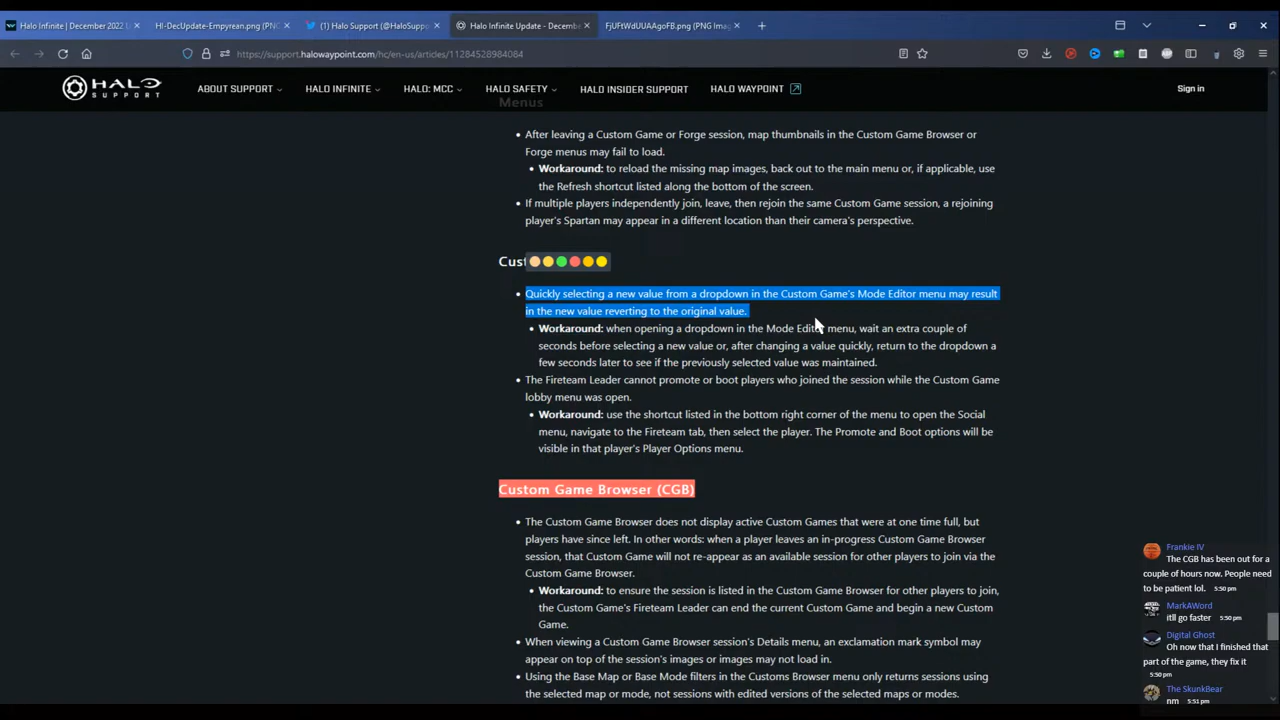 Halo Infinite | December 2022
HI-DecUpdate-Empyrean.png (PNG
(1) Halo Support (@HaloSupp
Halo Infinite Update - Decembe
FjUFtWdUUAAgoFB.png (PNG Imag
https://support.halowaypoint.com/hc/en-us/articles/11284528984084
HALO
SUPPORT
ABOUT SUPPORT
HALO INFINITE
HALO: MCC
HALO SAFETY
HALO INSIDER SUPPORT
HALO WAYPOINT
Sign in
Menus
After leaving a Custom Game or Forge session, map thumbnails in the Custom Game Browser or
Forge menus may fail to load.
Workaround: to reload the missing map images, back out to the main menu or, if applicable, use
the Refresh shortcut listed along the bottom of the screen.
If multiple players independently join, leave, then rejoin the same Custom Game session, a rejoining
player's Spartan may appear in a different location than their camera's perspective.
Cust
Quickly selecting a new value from a dropdown in the Custom Game's Mode Editor menu may result
in the new value reverting to the original value.
Workaround: when opening a dropdown in the Mode Editor menu, wait an extra couple of
seconds before selecting a new value or, after changing a value quickly, return to the dropdown a
few seconds later to see if the previously selected value was maintained.
The Fireteam Leader cannot promote or boot players who joined the session while the Custom Game
lobby menu was open.
Workaround: use the shortcut listed in the bottom right corner of the menu to open the Social
menu, navigate to the Fireteam tab, then select the player. The Promote and Boot options will be
visible in that player's Player Options menu.
Custom Game Browser (CGB)
The Custom Game Browser does not display active Custom Games that were at one time full, but
players have since left. In other words: when a player leaves an in-progress Custom Game Browser
session, that Custom Game will not re-appear as an available session for other players to join via the
Custom Game Browser.
Workaround: to ensure the session is listed in the Custom Game Browser for other players to join,
the Custom Game's Fireteam Leader can end the current Custom Game and begin a new Custom
Game.
When viewing a Custom Game Browser session's Details menu, an exclamation mark symbol may
appear on top of the session's images or images may not load in.
Using the Base Map or Base Mode filters in the Customs Browser menu only returns sessions using
the selected map or mode, not sessions with edited versions of the selected maps or modes.
Frankie IV
The CGB has been out for a
couple of hours now. People need
to be patient lol. 5:50 pm
MarkAWord
itll go faster 5:50 pm
Digital Ghost
Oh now that I finished that
part of the game, they fix it
5:50 pm
The SkunkBear
nm 5:51 pm